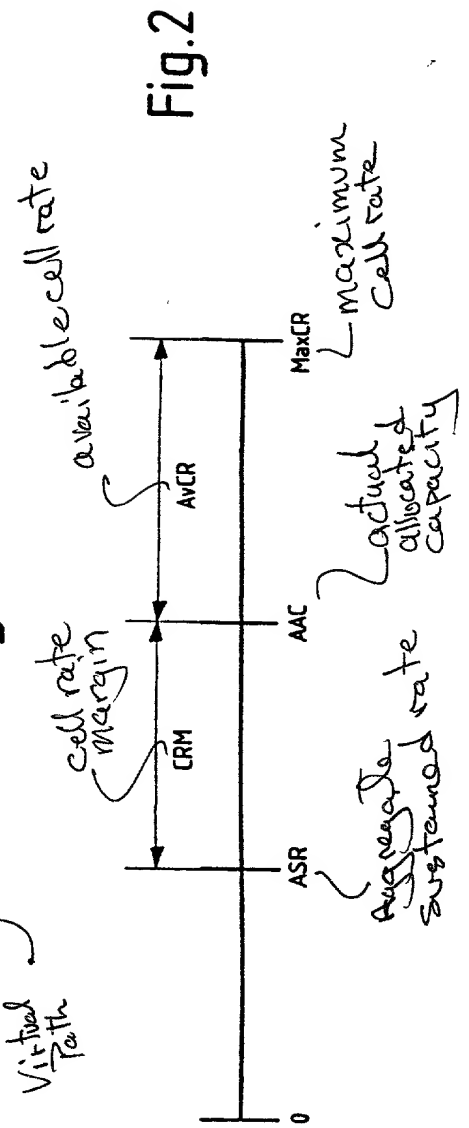 Virtual
Path
cell rate
margin
available cell rate
CRM
AvCR
0
ASR
AAC
MaxCR
Aggregate
Sustained rate
actual
allocated
capacity
maximum
cell rate
Fig.2